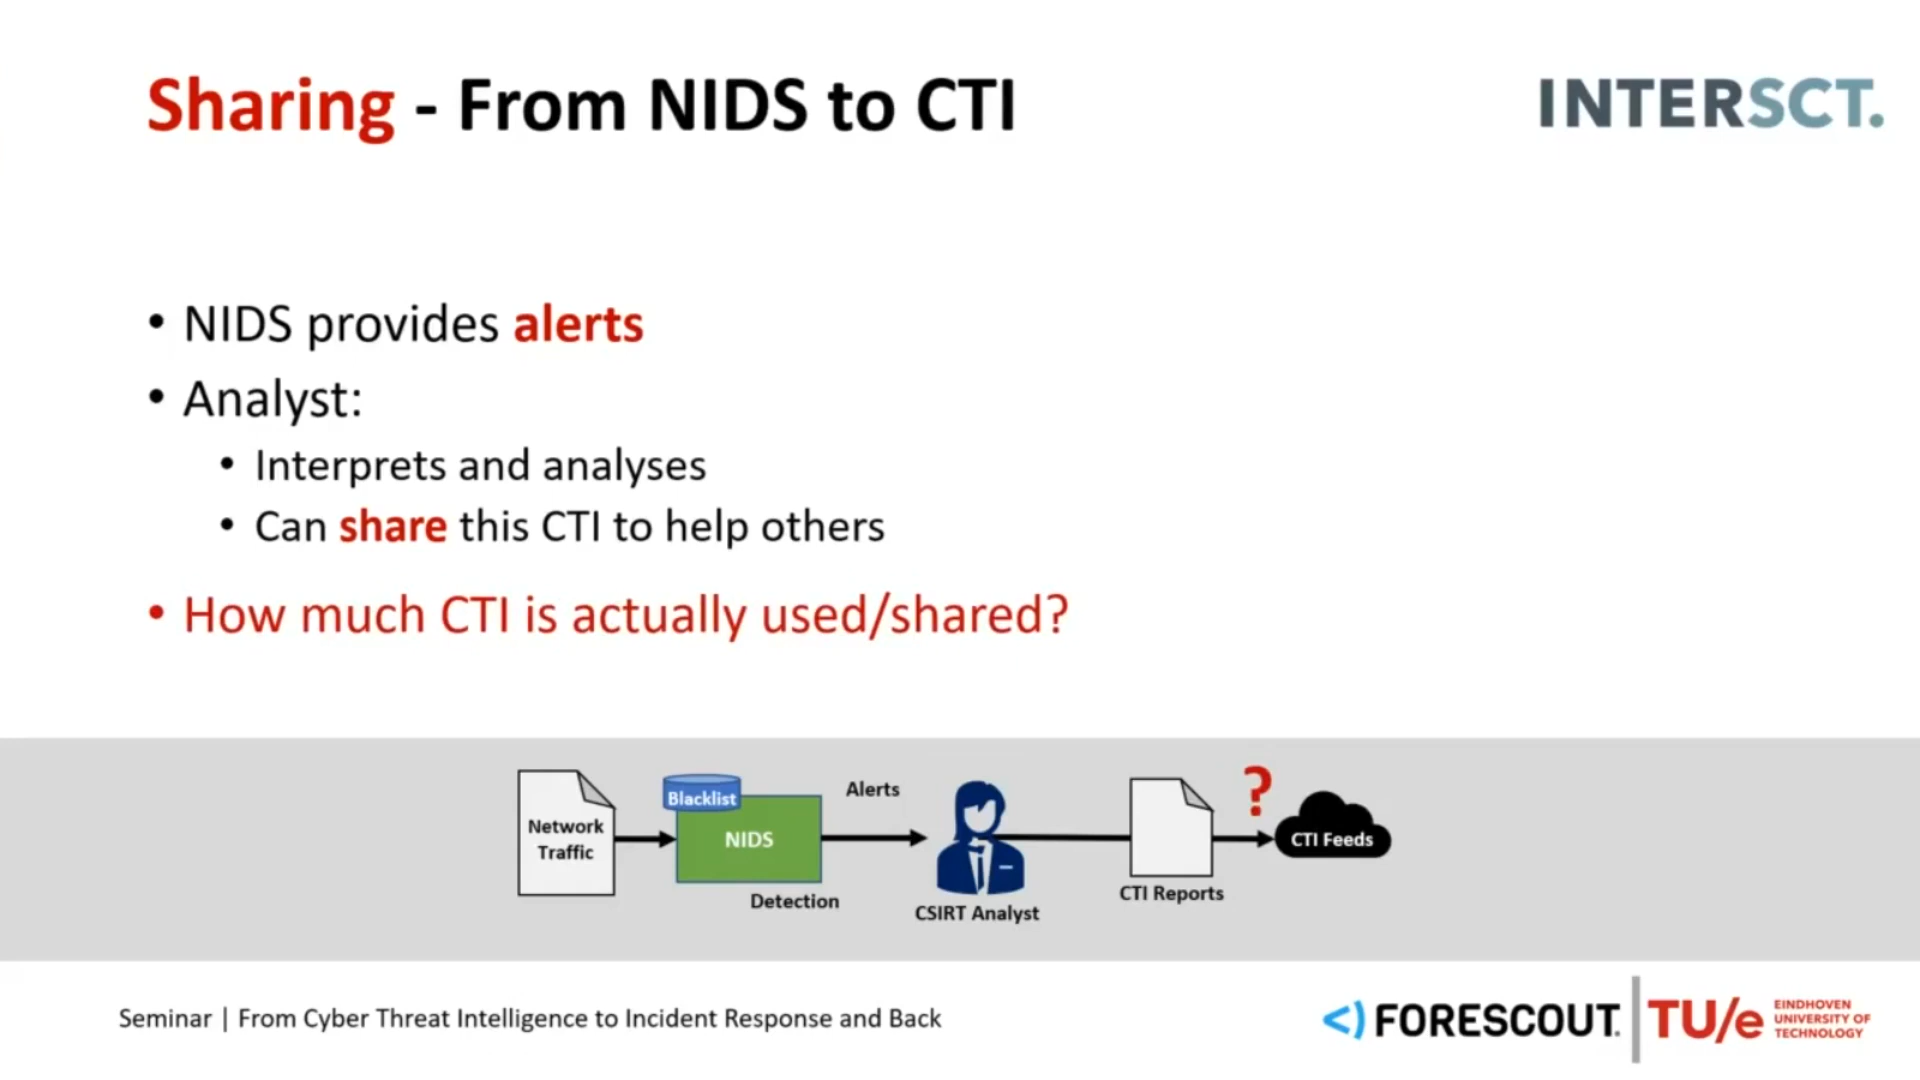 Sharing - From NIDS to CTI
INTERSCT.
• NIDS provides alerts
• Analyst:
• Interprets and analyses
• Can share this CTI to help others
• How much CTI is actually used/shared?
Network
Traffic
Blacklist
NIDS
Detection
Alerts
CSIRT Analyst
CTI Reports
?
CTI Feeds
Seminar | From Cyber Threat Intelligence to Incident Response and Back
<) FORESCOUT.
TU/e
EINDHOVEN
UNIVERSITY OF
TECHNOLOGY